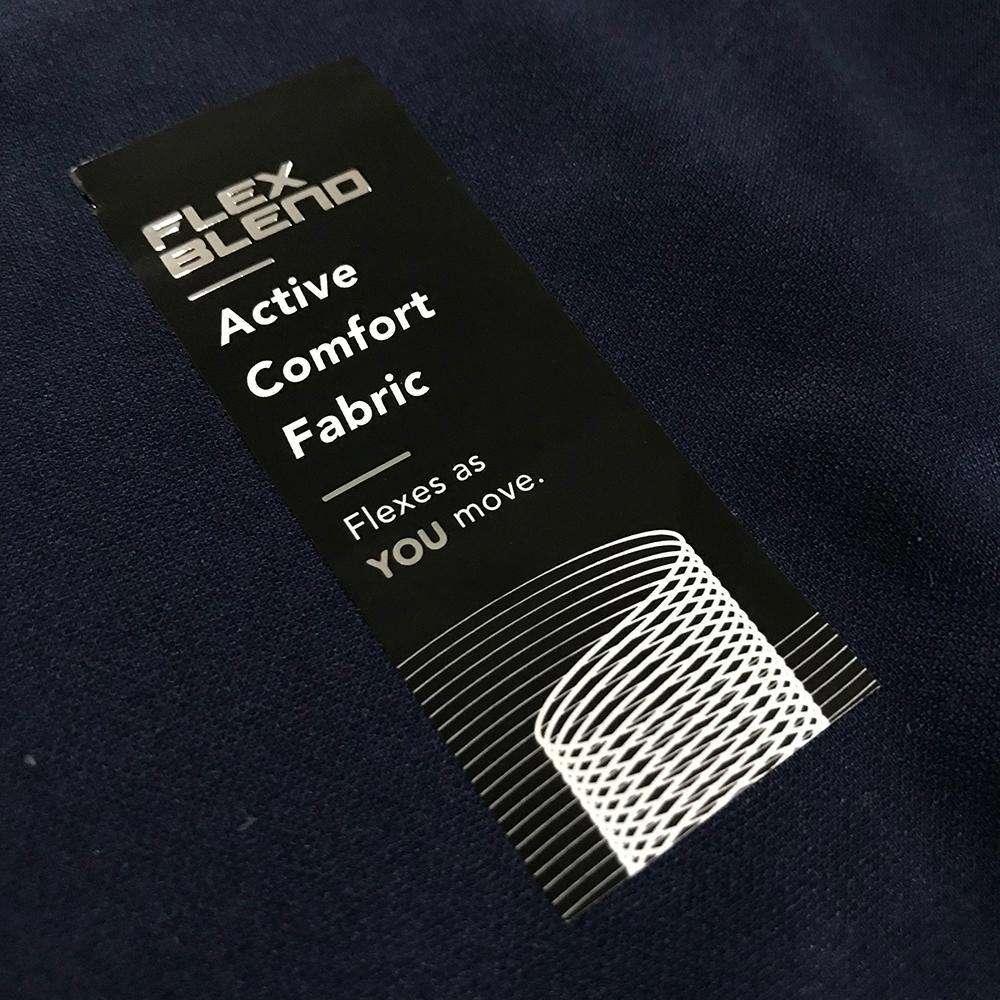 FLEX
BLEND
Active
Comfort
Fabric
Flexes as
YOU move.